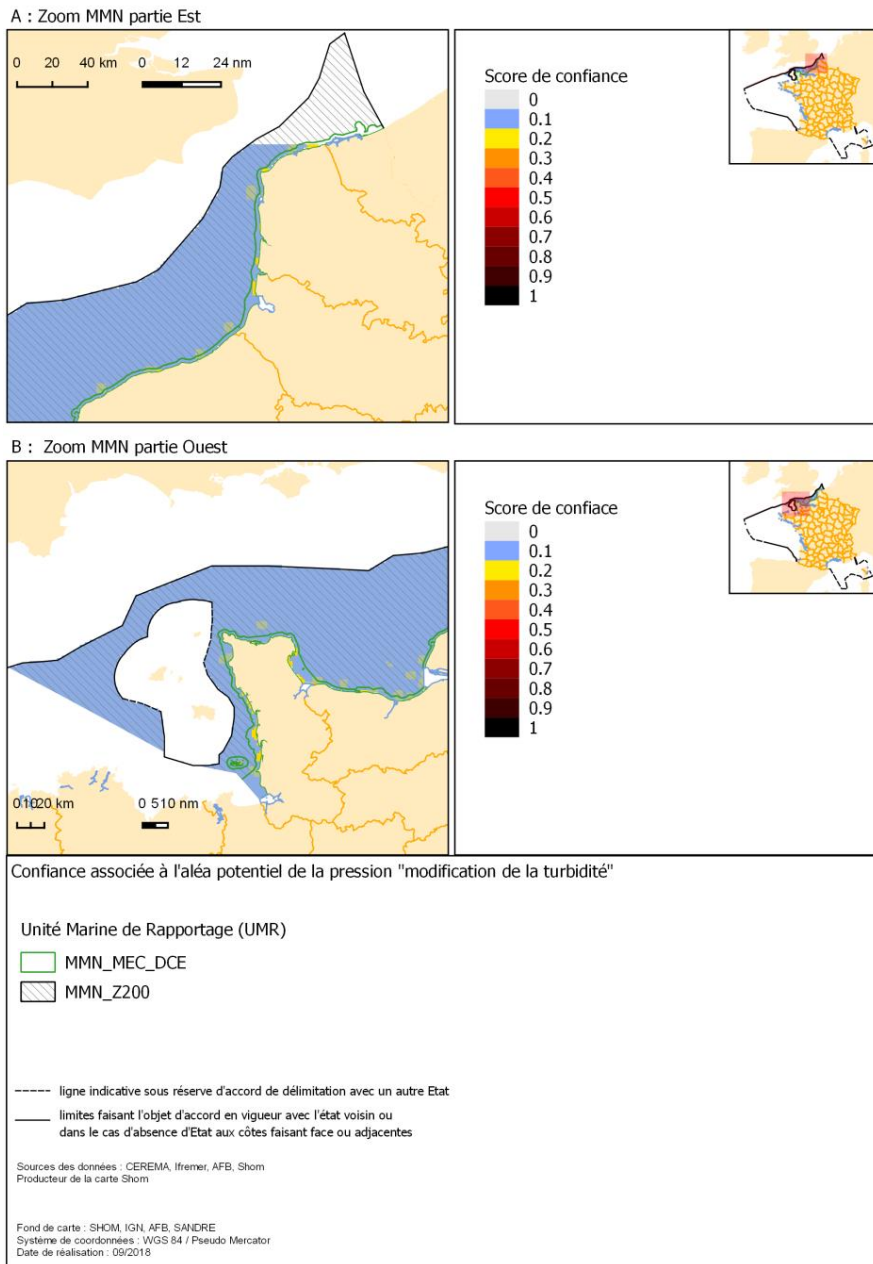 A : Zoom MMN partie Est
0 20 40 km 0 12 24 nm
Score de confiance
0
0.1
0.2
0.3
0.4
0.5
0.6
0.7
0.8
0.9
1
B : Zoom MMN partie Ouest
Score de confiace
0
0.1
0.2
0.3
0.4
0.5
0.6
0.7
0.8
0.9
1
0 1020 km 0 510 nm
Confiance associée à l'aléa potentiel de la pression "modification de la turbidité"
Unité Marine de Rapportage (UMR)
MMN_MEC_DCE
MMN_Z200
ligne indicative sous réserve d'accord de délimitation avec un autre Etat
limites faisant l'objet d'accord en vigueur avec l'état voisin ou
dans le cas d'absence d'Etat aux côtes faisant face ou adjacentes
Sources des données : CEREMA, Ifremer, AFB, Shom
Producteur de la carte Shom
Fond de carte : SHOM, IGN, AFB, SANDRE
Système de coordonnées : WGS 84 / Pseudo Mercator
Date de réalisation : 09/2018